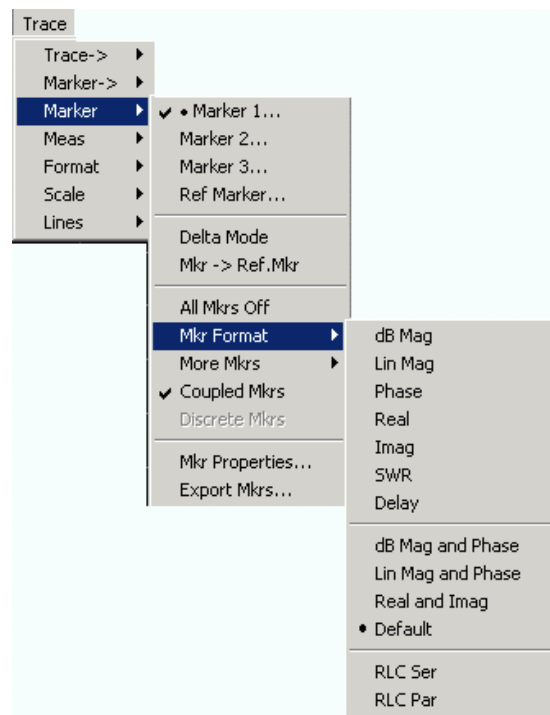 Trace
Trace->
Marker->
Marker
Meas
Format
Scale
Lines
✔ • Marker 1...
Marker 2...
Marker 3...
Ref Marker...
Delta Mode
Mkr -> Ref.Mkr
All Mkrs Off
Mkr Format
More Mkrs
✔ Coupled Mkrs
Discrete Mkrs
Mkr Properties...
Export Mkrs...
dB Mag
Lin Mag
Phase
Real
Imag
SWR
Delay
dB Mag and Phase
Lin Mag and Phase
Real and Imag
• Default
RLC Ser
RLC Par